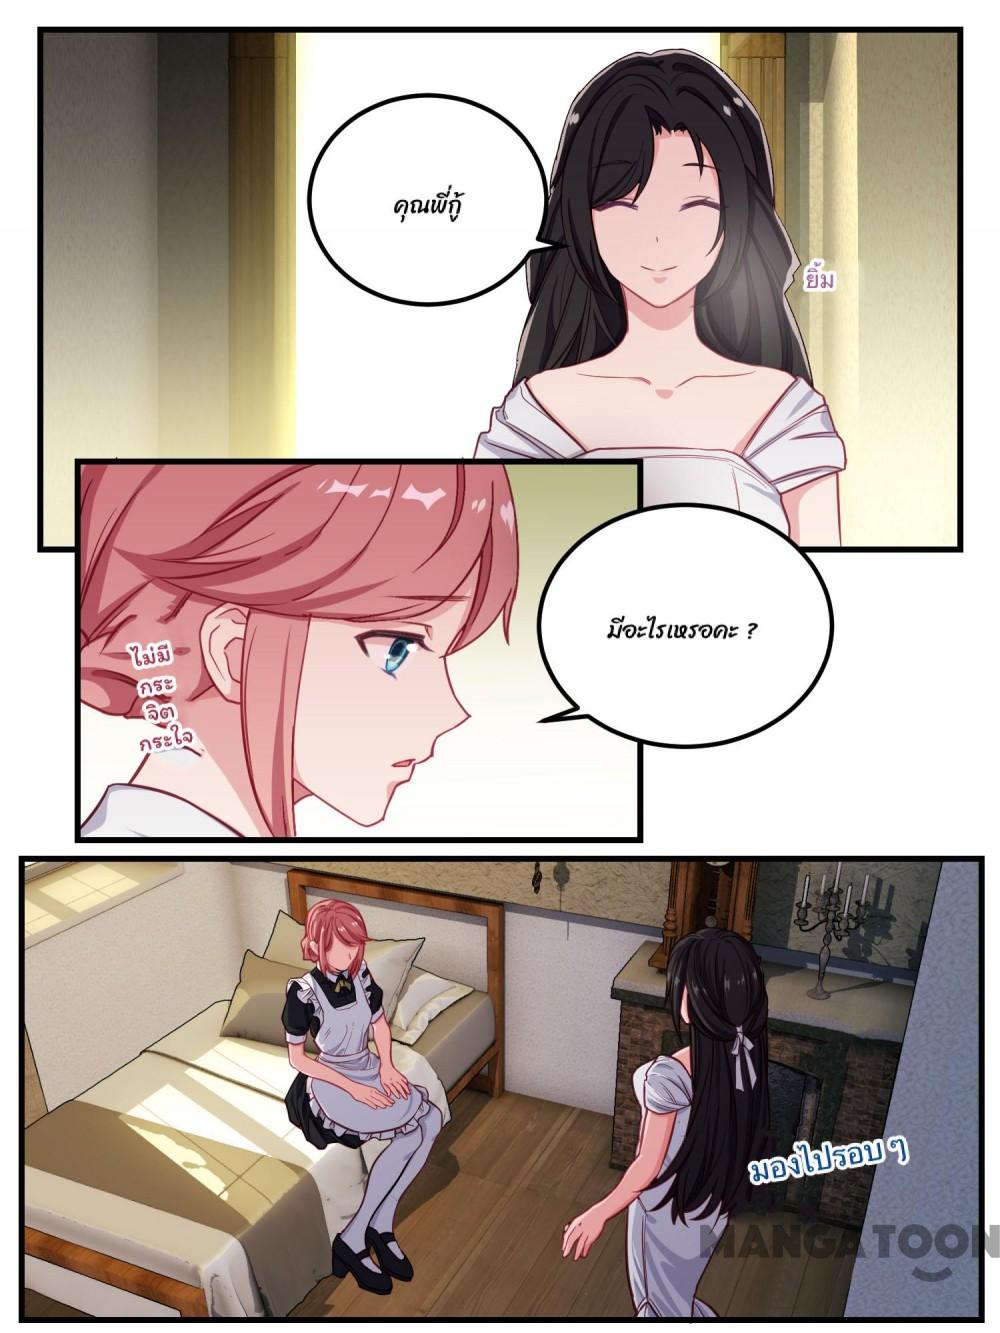 คุณพี่กู้
ยิ้ม
มีอะไรเหรอคะ ?
ไม่มี
กระ
จิต
กระใจ
มองไปรอบๆ
MANGATOON